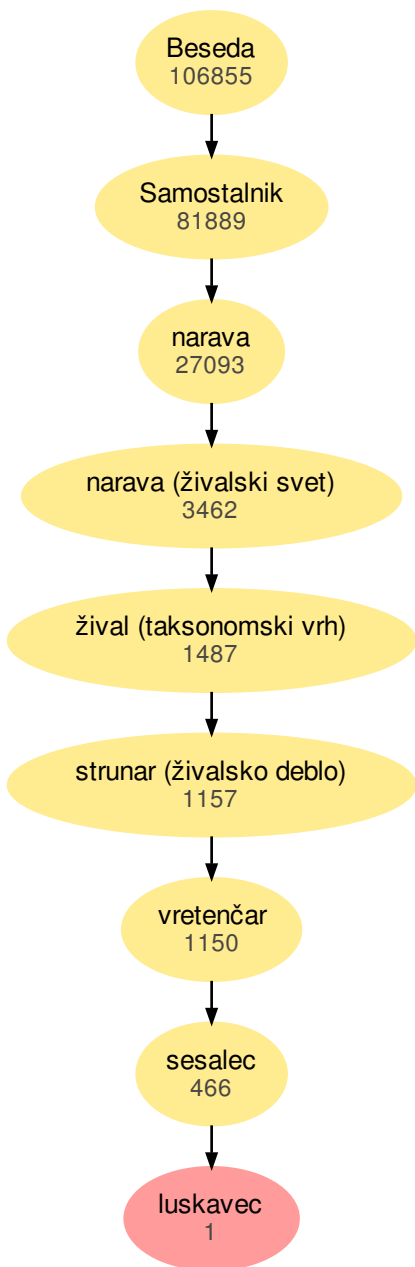 Beseda
106855
Samostalnik
81889
narava
27093
narava (živalski svet)
3462
žival (taksonomski vrh)
1487
strunar (živalsko deblo)
1157
vretenčar
1150
sesalec
466
luskavec
1